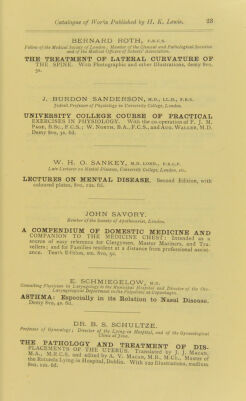 Catalogue of Works Published by H. K. Lewis. 23
BERNARD ROTH, F.R.C.S.
Fellow of the Medical Society of London; Member of the Clinical and Pathological Societies
and of the Medical Officers of Schools' Association.
THE TREATMENT OF LATERAL CURVATURE OF
THE SPINE. With Photographic and other Illustrations, demy 8vo,
5s.
J. BURDON SANDERSON, M.D., LL.D., F.R.S.
Jodrell Professor of Physiology in University College, London.
UNIVERSITY COLLEGE COURSE OF PRACTICAL
EXERCISES IN PHYSIOLOGY. With the co-operation of F. J. M.
PAGE, B.Sc., F.C.S.; W. NORTH, B.A., F.C.S., and AUG. WALLER, M.D.
Demy 8vo, 3s. 6d.
W. H. O. SANKEY, M.D. LOND., F.R.C.P.
Late Lecturer on Mental Diseases, University College, London, etc.
LECTURES ON MENTAL DISEASE. Second Edition, with
coloured plates, 8vo, 12s. 6d.
JOHN SAVORY.
Member of the Society of Apothecaries, London.
A COMPENDIUM OF DOMESTIC MEDICINE AND
COMPANION TO THE MEDICINE CHEST: Intended as a
source of easy reference for Clergymen, Master Mariners, and Tra-
vellers; and for Families resident at a distance from professional assist-
ance. Tenth Edition, sm. 8vo, 5s.
E. SCHMIEGELOW, M.D.
Consulting Physician in Laryngology to the Municipal Hospital and Director of the Oto-
Laryngological Department in the Polyclinic at Copenhagen.
ASTHMA: Especially in its Relation to Nasal Disease.
Demy 8vo, 4s. 6d.
DR. B. S. SCHULTZE.
Professor of Gynæcology; Director of the Lying-in Hospital, and of the Gynæcological
Clinic at Jena.
THE PATHOLOGY AND TREATMENT OF DIS-
PLACEMENTS OF THE UTERUS. Translated by J. J. MACAN,
M.A., M.R.C.S. and edited by A. V. MACAN, M.B., M.Ch., Master of
the Rotunda Lying-in Hospital, Dublin. With 120 Illustrations, medium
8vo, 12s. 6d.